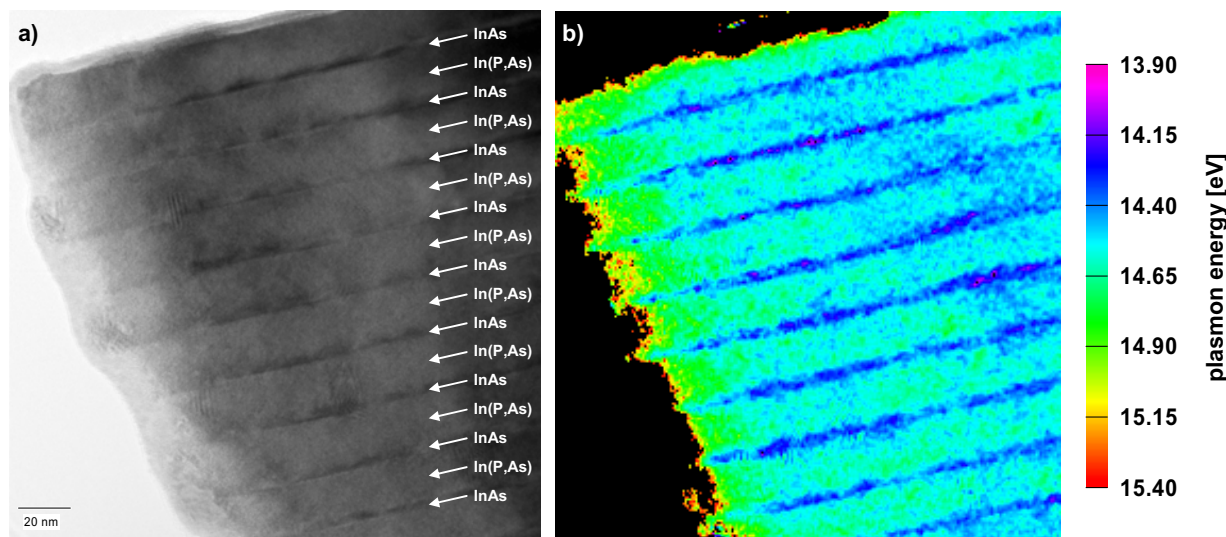 a)
InAs
In(P,As)
InAs
In(P,As)
InAs
In(P,As)
InAs
In(P,As)
InAs
In(P,As)
InAs
In(P,As)
InAs
In(P,As)
InAs
In(P,As)
InAs
20 nm
b)
13.90
14.15
14.40
14.65
14.90
15.15
15.40
plasmon energy [eV]